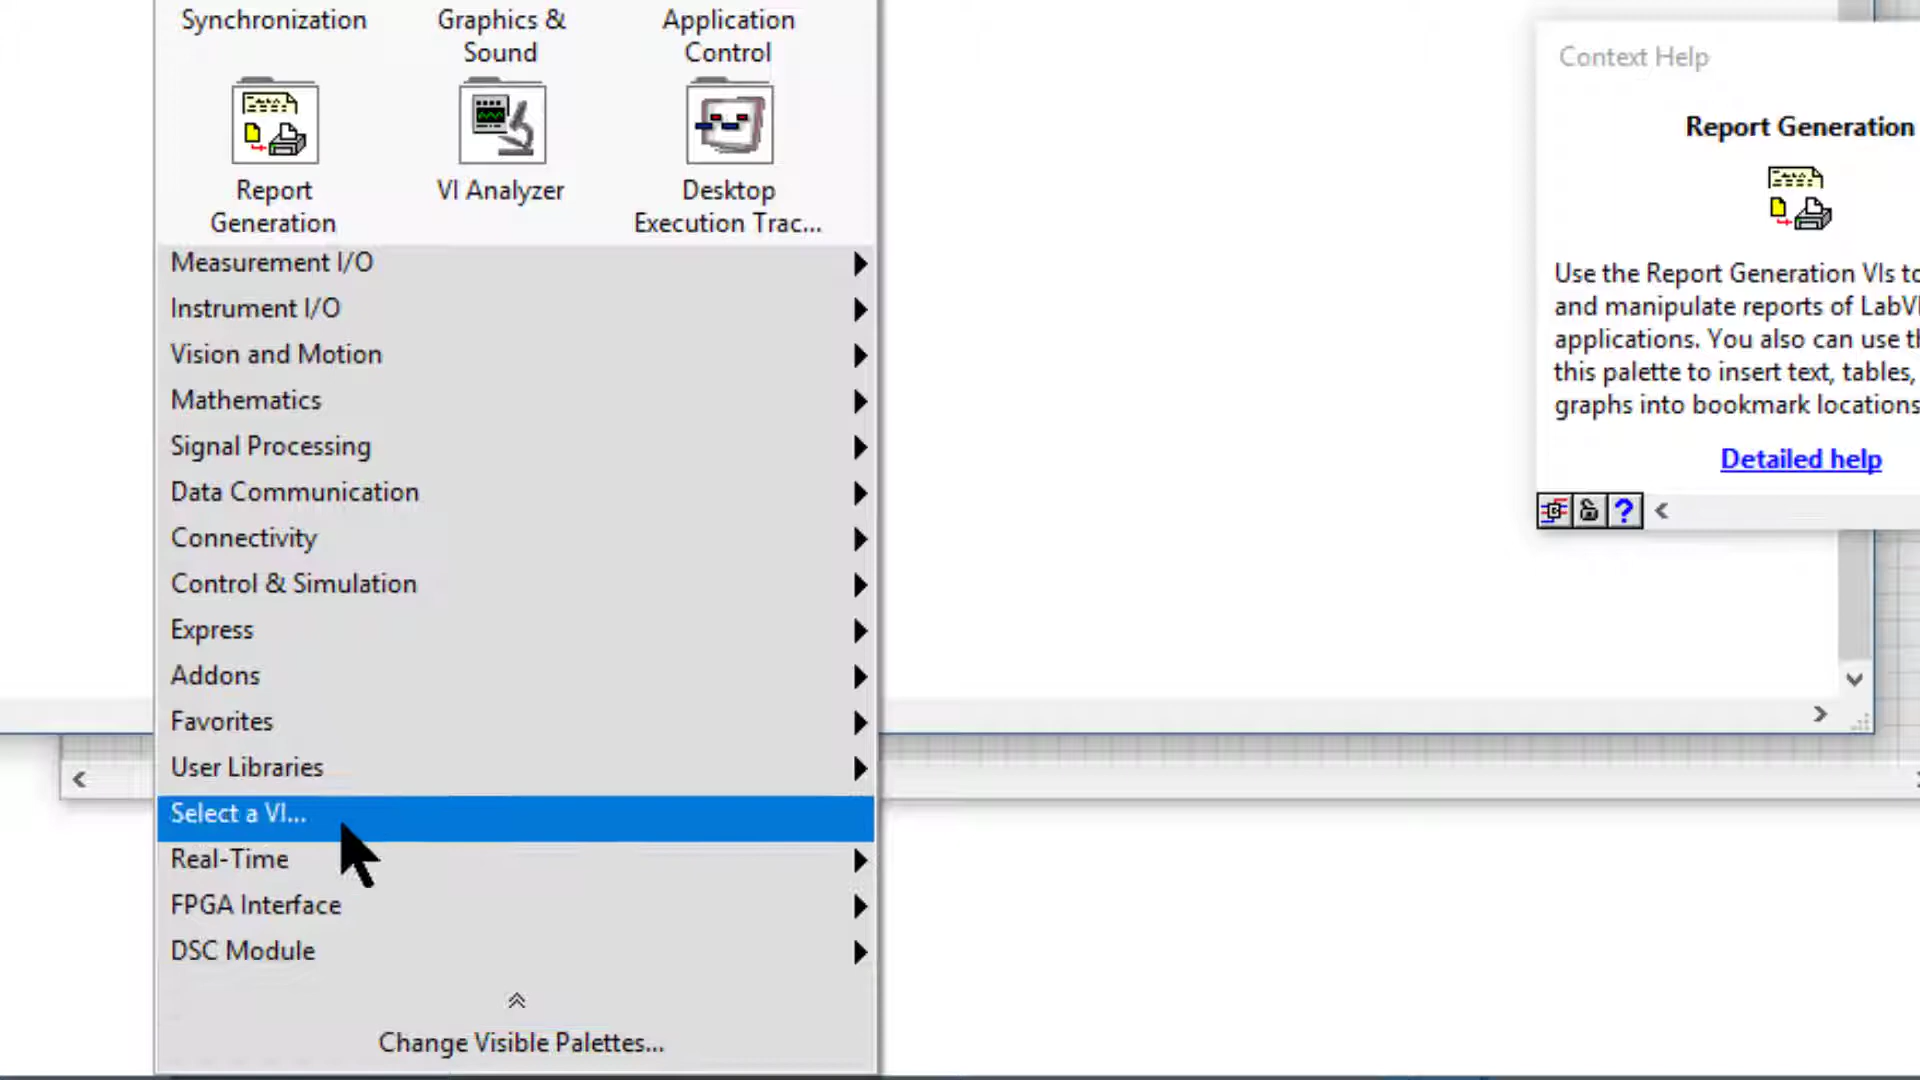 Synchronization
Graphics &
Sound
Application
Control
Report
Generation
VI Analyzer
Desktop
Execution Trac...
Measurement I/O
Instrument I/O
Vision and Motion
Mathematics
Signal Processing
Data Communication
Connectivity
Control & Simulation
Express
Addons
Favorites
User Libraries
Select a VI...
Real-Time
FPGA Interface
DSC Module
Change Visible Palettes...
Context Help
Report Generation
Use the Report Generation VIs to
and manipulate reports of LabVI
applications. You also can use th
this palette to insert text, tables,
graphs into bookmark locations
Detailed help
?